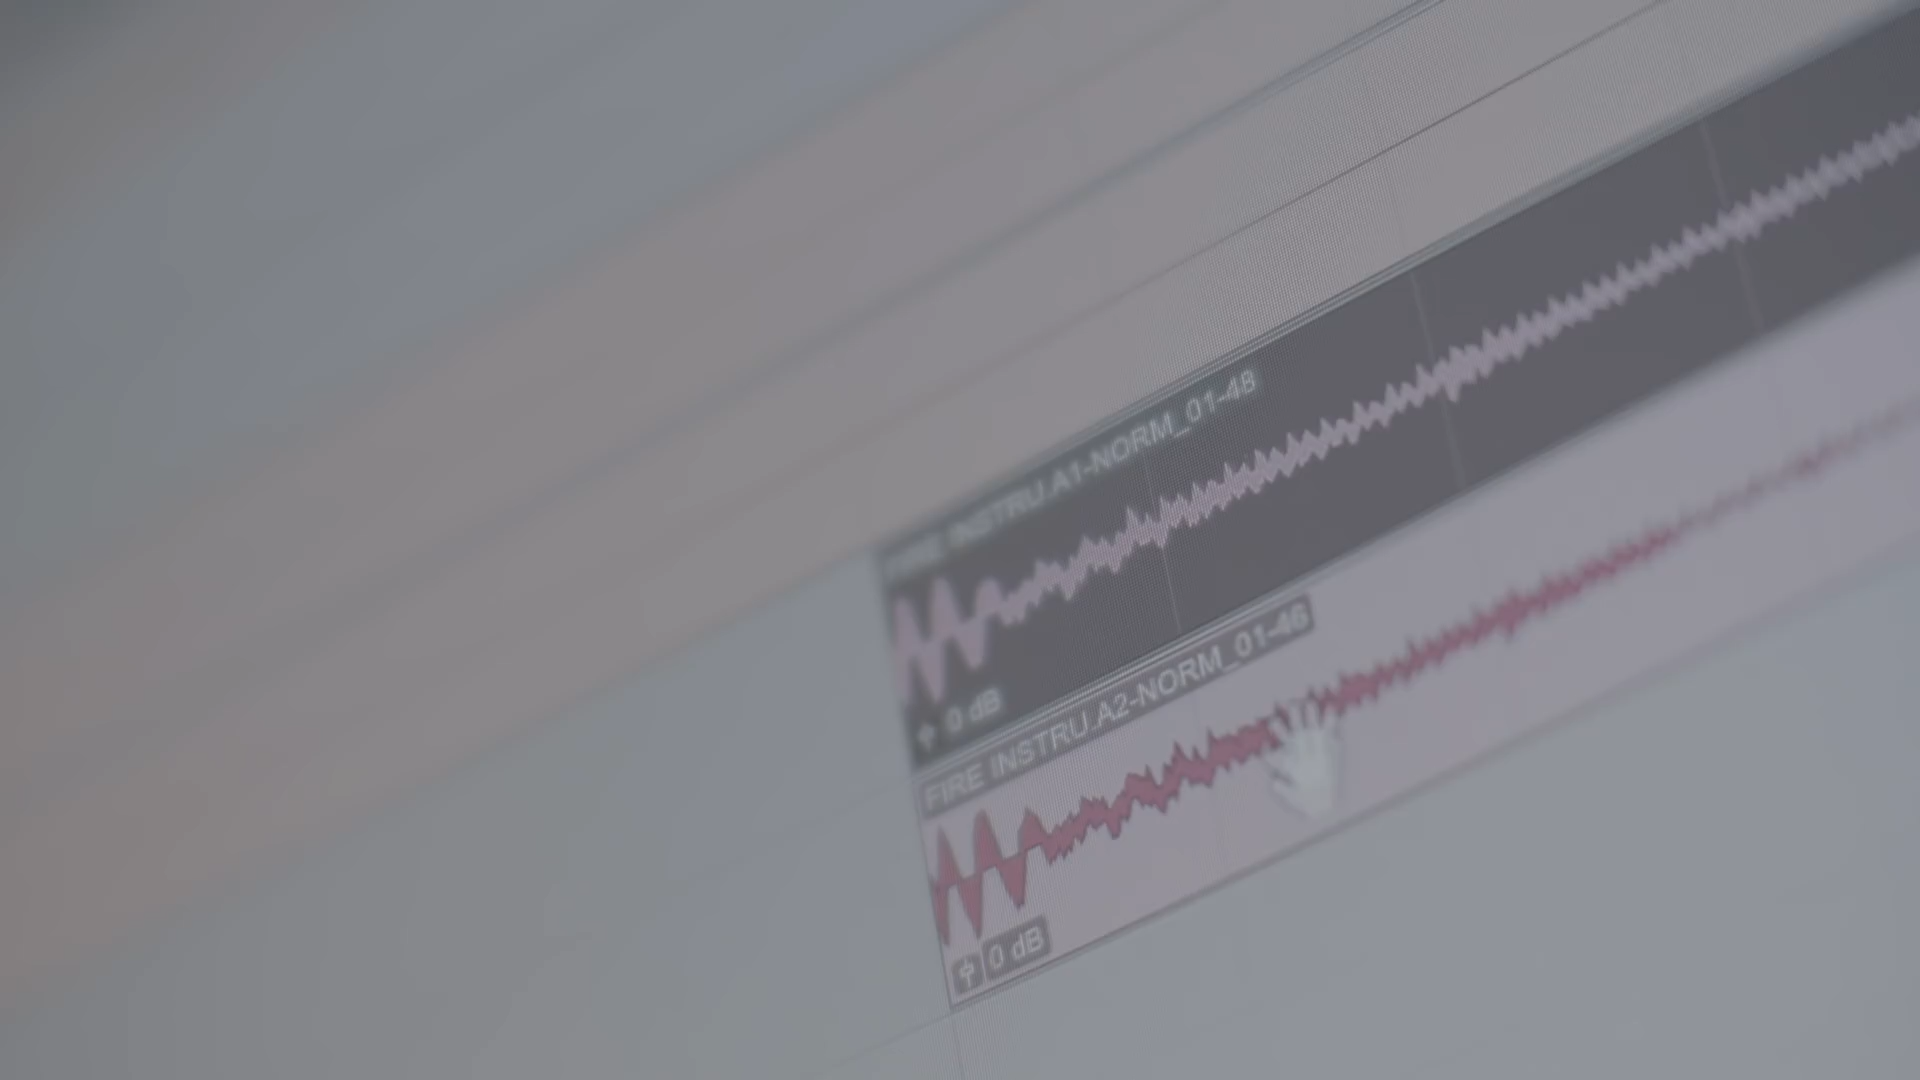 FIRE INSTRU.A1-NORM_01-48
0 dB
FIRE INSTRU.A2-NORM_01-46
0 dB